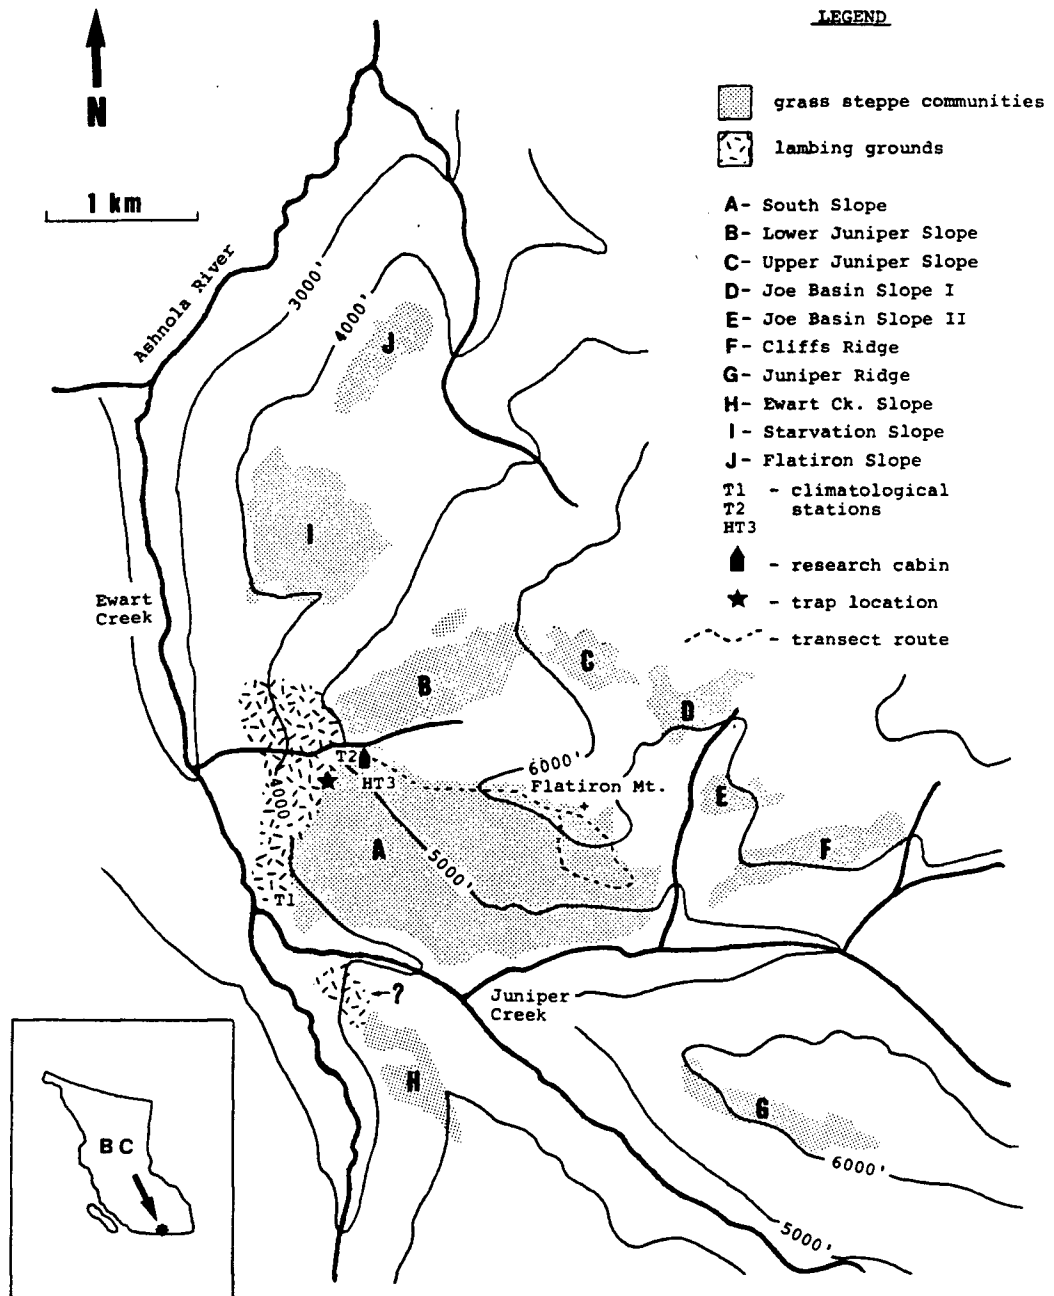 LEGEND
N
1 km
grass steppe communities
lambing grounds
A- South Slope
B- Lower Juniper Slope
C- Upper Juniper Slope
D- Joe Basin Slope I
E- Joe Basin Slope II
F- Cliffs Ridge
G- Juniper Ridge
H- Ewart Ck. Slope
I- Starvation Slope
J- Flatiron Slope
T1 - climatological
T2 stations
HT3
- research cabin
- trap location
- transect route
Ashnola River
3000'
4000'
J
I
Ewart
Creek
B
C
D
T2
HT3
6000'
Flatiron Mt.
+
E
4000
A
5000'
F
- T1
?
Juniper
Creek
H
G
6000'
5000'
BC